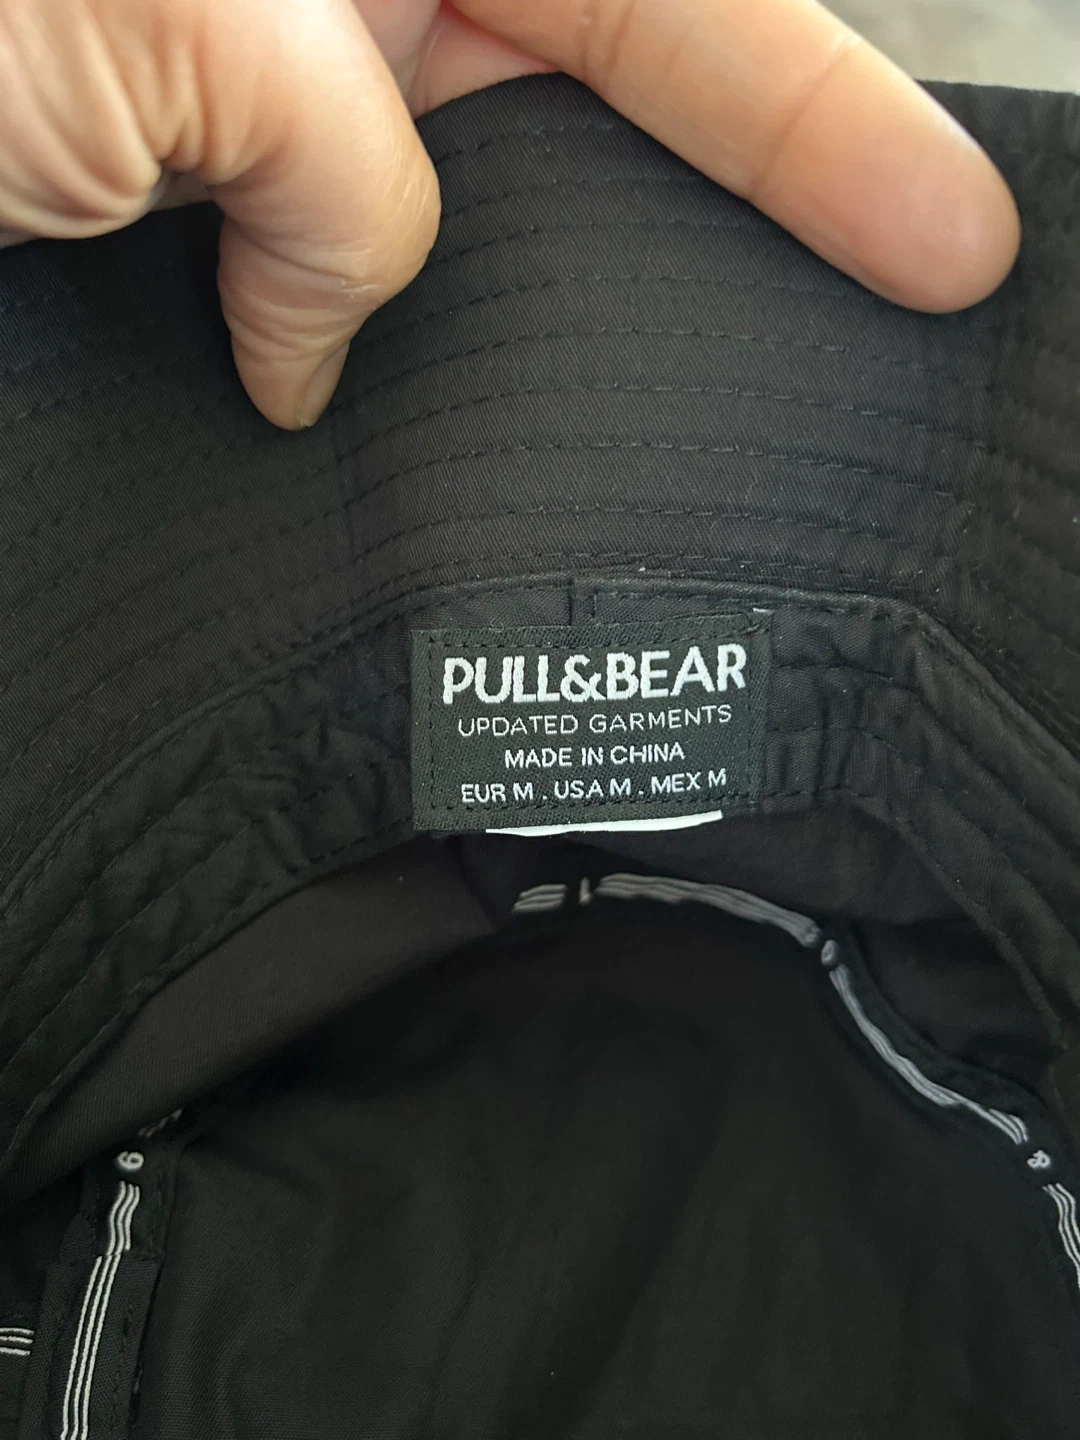 PULL&BEAR
UPDATED GARMENTS
MADE IN CHINA
EUR M . USA M . MEX M
&